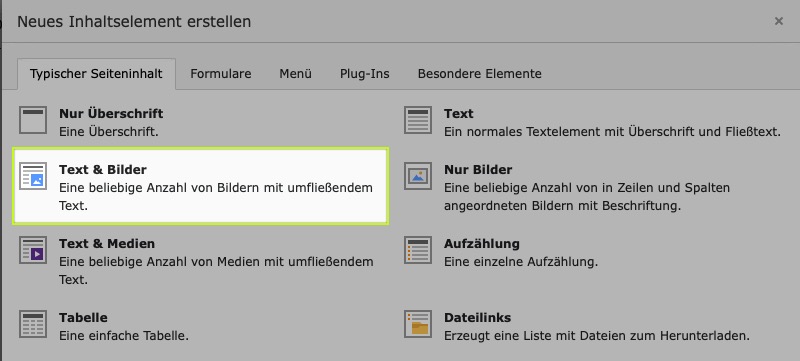 Neues Inhaltselement erstellen
×
Typischer Seiteninhalt Formulare Menü Plug-Ins Besondere Elemente
Nur Überschrift
Eine Überschrift.
Text
Ein normales Textelement mit Überschrift und Fließtext.
Text & Bilder
Eine beliebige Anzahl von Bildern mit umfließendem
Text.
Nur Bilder
Eine beliebige Anzahl von in Zeilen und Spalten
angeordneten Bildern mit Beschriftung.
Text & Medien
Eine beliebige Anzahl von Medien mit umfließendem
Text.
Aufzählung
Eine einzelne Aufzählung.
Tabelle
Eine einfache Tabelle.
Dateilinks
Erzeugt eine Liste mit Dateien zum Herunterladen.